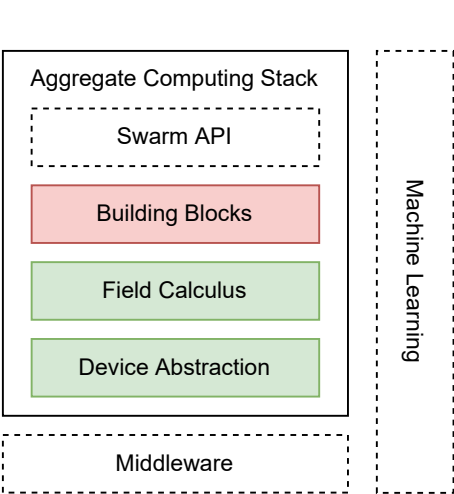 Aggregate Computing Stack
Swarm API
Building Blocks
Field Calculus
Device Abstraction
Middleware
Machine Learning